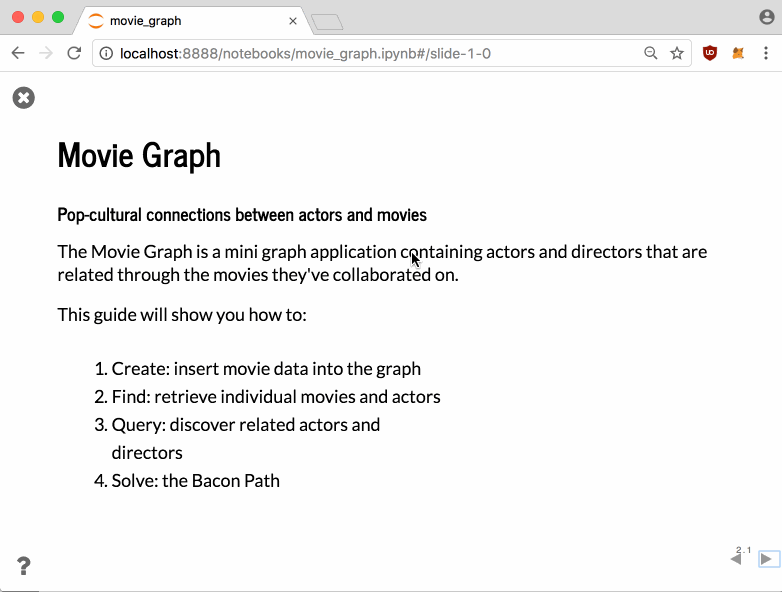 movie_graph
localhost:8888/notebooks/movie_graph.ipynb#/slide-1-0
Movie Graph
Pop-cultural connections between actors and movies
The Movie Graph is a mini graph application containing actors and directors that are
related through the movies they've collaborated on.
This guide will show you how to:
1. Create: insert movie data into the graph
2. Find: retrieve individual movies and actors
3. Query: discover related actors and
directors
4. Solve: the Bacon Path
2.1
?